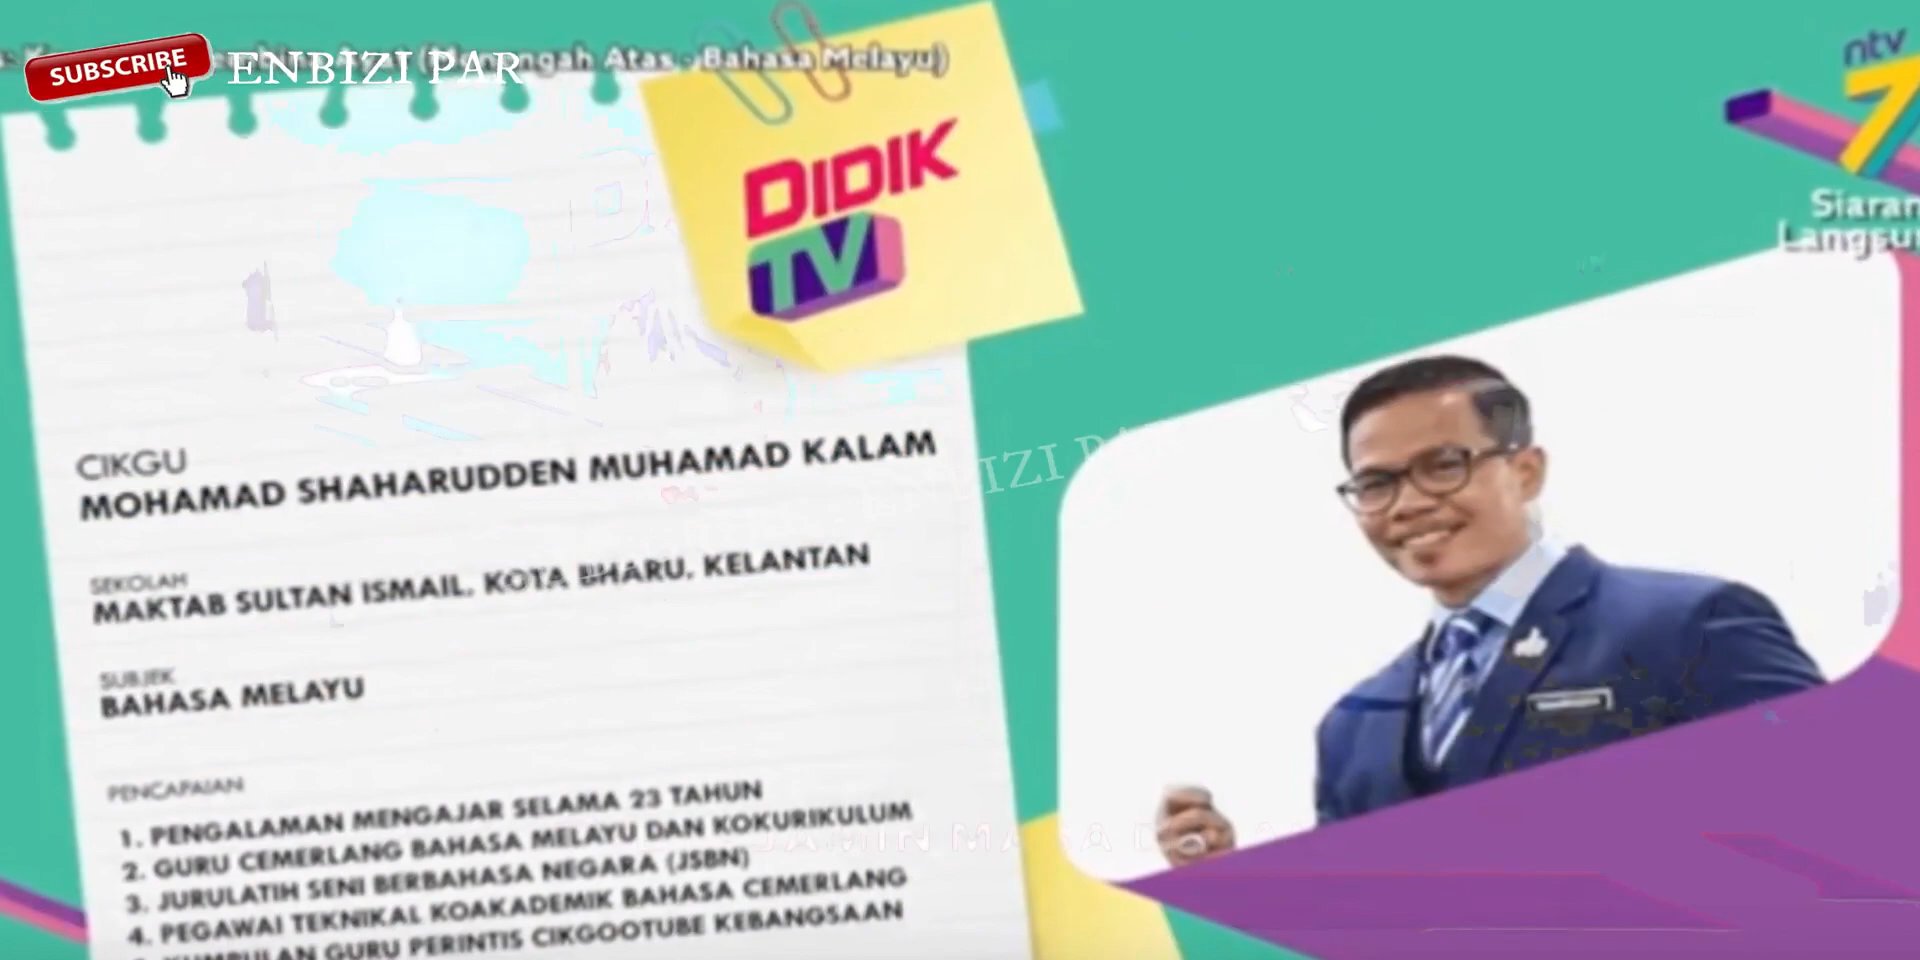 (Menengah Atas - Bahasa Melayu)
SUBSCRIBE
ENBIZI PAR
DIDIK
TV
ntv
7
Siaran
CIKGU
MOHAMAD SHAHARUDDEN MUHAMAD KALAM
SEKOLAH
MAKTAB SULTAN ISMAIL, KOTA BHARU, KELANTAN
SUBJEK
BAHASA MELAYU
PENCAPAIAN
1. PENGALAMAN MENGAJAR SELAMA 23 TAHUN
2. GURU CEMERLANG BAHASA MELAYU DAN KOKURIKULUM
3. JURULATIH SENI BERBAHASA NEGARA (JSBN)
4. PEGAWAI TEKNIKAL KOAKADEMIK BAHASA CEMERLANG
KUMPULAN GURU PERINTIS CIKGOOTUBE KEBANGSAAN